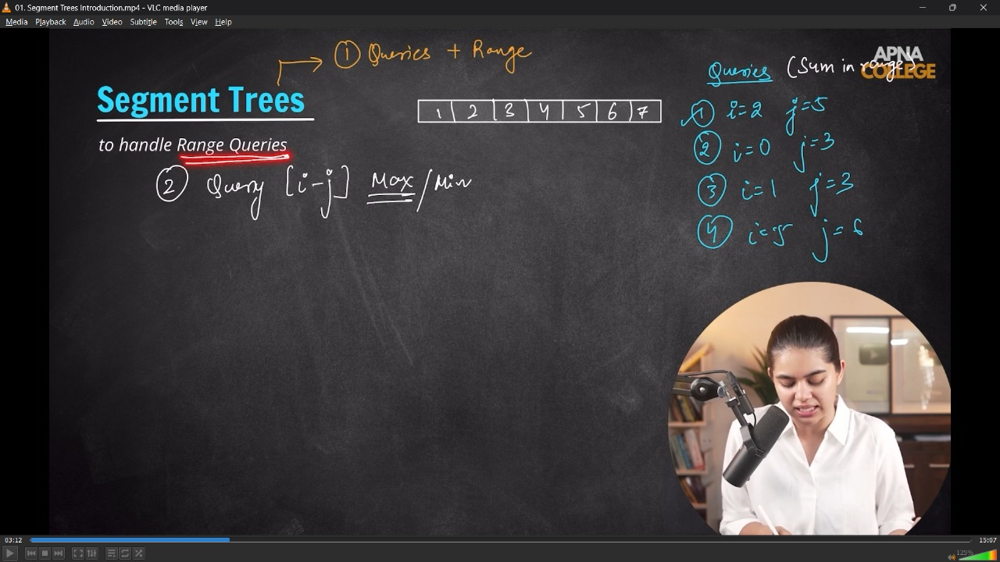 01. Segment Trees Introduction.mp4 - VLC media player
Media Playback Audio Video Subtitle Tools View Help
① Queries + Range
APNA
COLLEGE
Queries (Sum in range)
Segment Trees
1 2 3 4 5 6 7
① i=2 j=5
to handle Range Queries
② i=0 j=3
② Query [i-j] Max/Min
③ i=1 j=3
④ i=5 j=6
03:12
15:07
125%